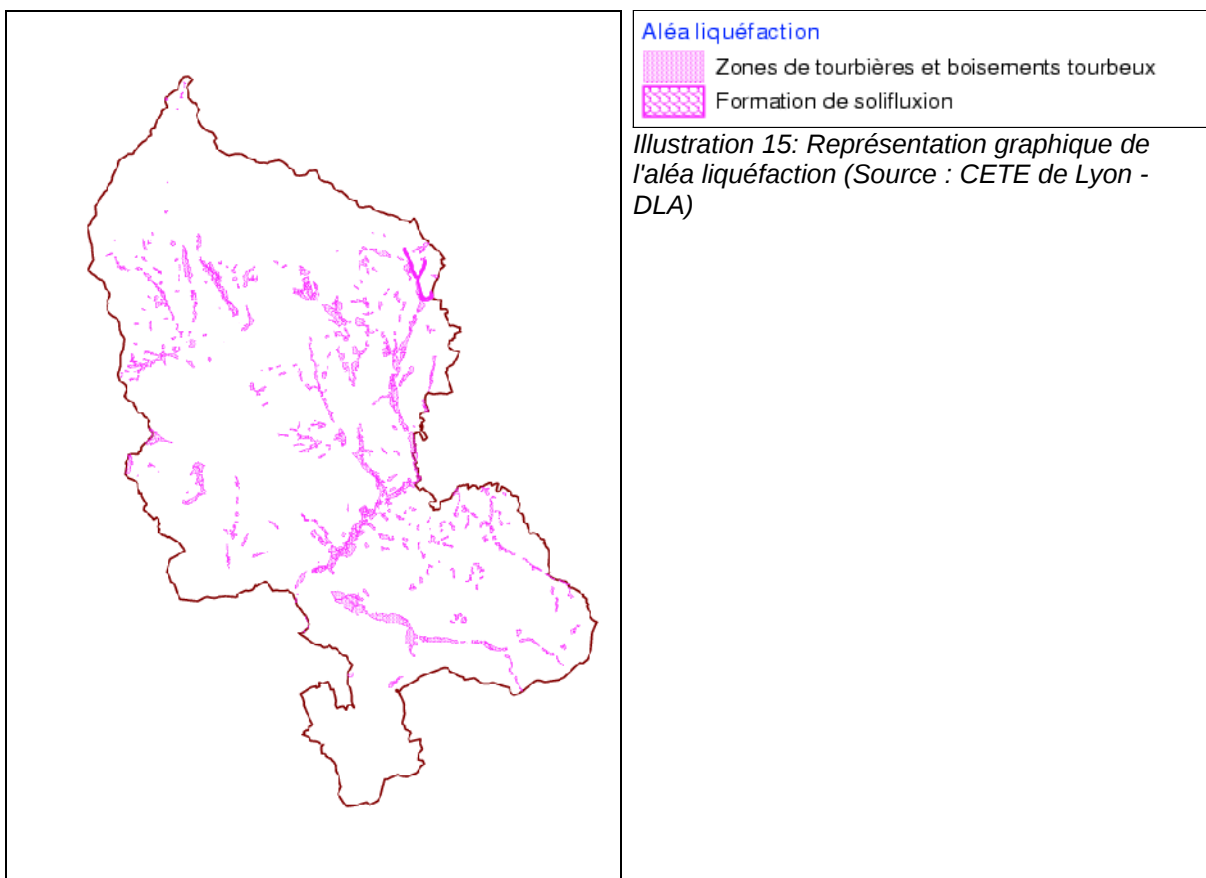 Aléa liquéfaction
Zones de tourbières et boisements tourbeux
Formation de solifluxion
Illustration 15: Représentation graphique de
l'aléa liquéfaction (Source : CETE de Lyon -
DLA)